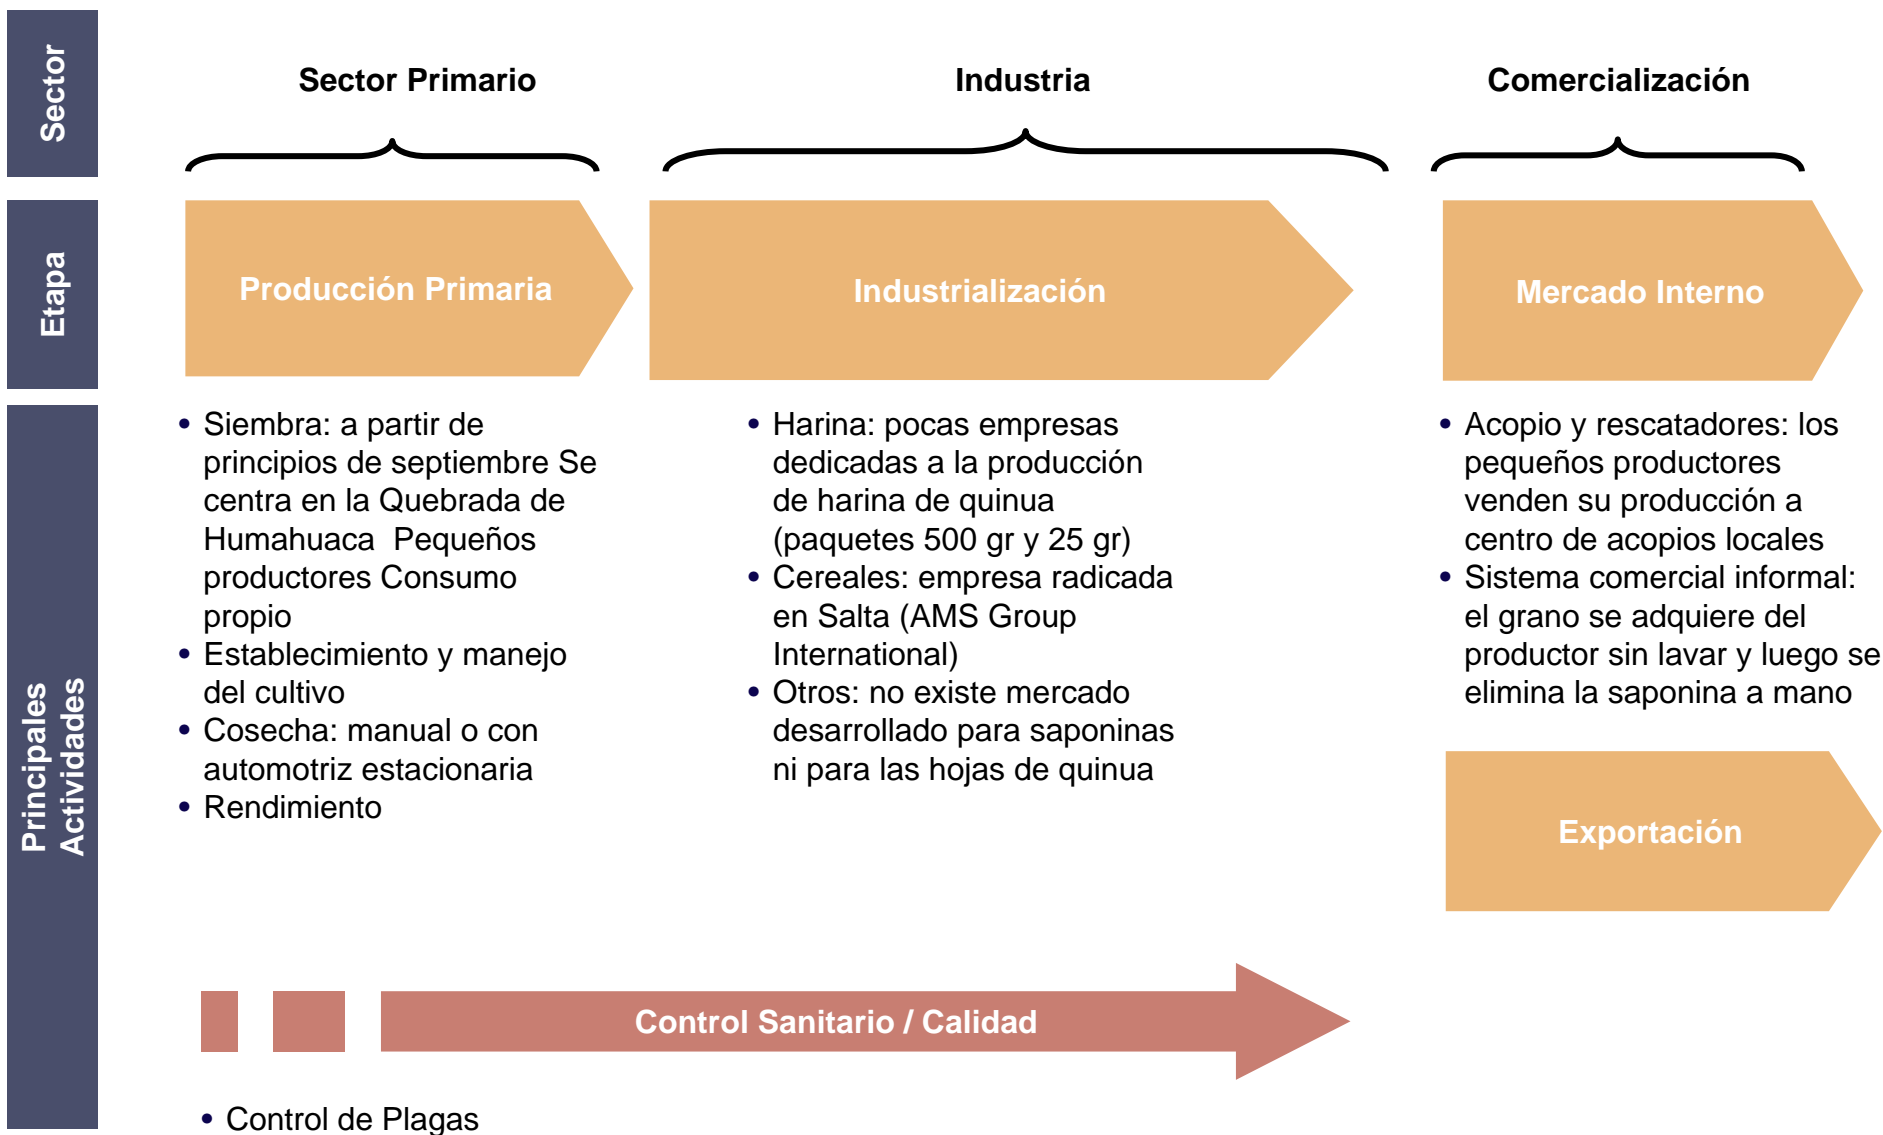 Sector
Sector Primario
Industria
Comercialización
Etapa
Producción Primaria
Industrialización
Mercado Interno
Principales
Actividades
• Siembra: a partir de
principios de septiembre Se
centra en la Quebrada de
Humahuaca  Pequeños
productores Consumo
propio
• Establecimiento y manejo
del cultivo
• Cosecha: manual o con
automotriz estacionaria
• Rendimiento
• Harina: pocas empresas
dedicadas a la producción
de harina de quinua
(paquetes 500 gr y 25 gr)
• Cereales: empresa radicada
en Salta (AMS Group
International)
• Otros: no existe mercado
desarrollado para saponinas
ni para las hojas de quinua
• Acopio y rescatadores: los
pequeños productores
venden su producción a
centro de acopios locales
• Sistema comercial informal:
el grano se adquiere del
productor sin lavar y luego se
elimina la saponina a mano
Exportación
Control Sanitario / Calidad
• Control de Plagas